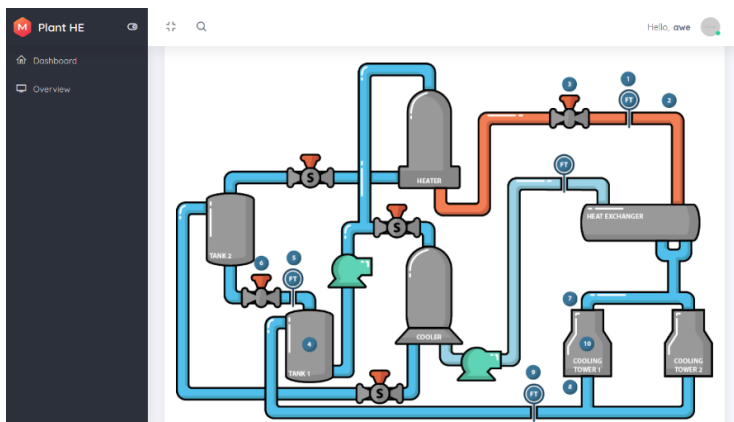 M Plant HE
Hello, awe
Dashboard
Overview
3
1
FT
2
FT
HEATER
S
HEAT EXCHANGER
S
TANK 2
6
5
FT
7
4
10
COOLER
COOLING
TOWER 1
COOLING
TOWER 2
TANK 1
S
9
8
FT